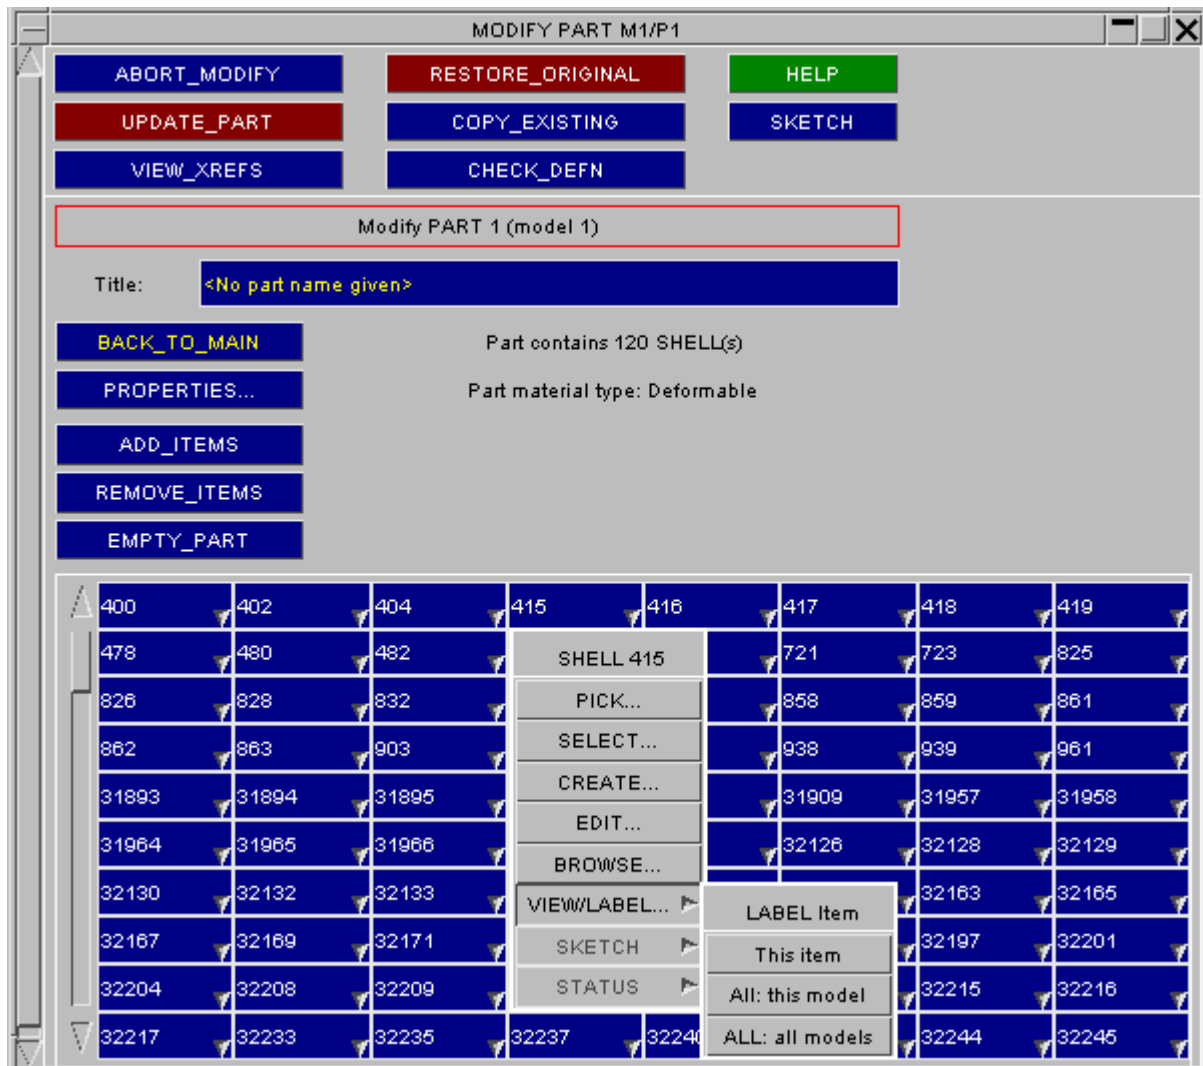 MODIFY PART M1/P1
ABORT_MODIFY RESTORE_ORIGINAL HELP
UPDATE_PART COPY_EXISTING SKETCH
VIEW_XREFS CHECK_DEFN
Modify PART 1 (model 1)
Title: <No part name given>
BACK_TO_MAIN Part contains 120 SHELL(s)
PROPERTIES... Part material type: Deformable
ADD_ITEMS
REMOVE_ITEMS
EMPTY_PART
400 402 404 415 416 417 418 419
478 480 482 SHELL 415 721 723 825
826 828 832 PICK... 858 859 861
862 863 903 SELECT... 938 939 961
31893 31894 31895 CREATE... 31909 31957 31958
EDIT...
31964 31965 31966 BROWSE... 32126 32128 32129
32130 32132 32133 VIEW/LABEL... LABEL Item 32163 32165
32167 32169 32171 SKETCH This item 32197 32201
32204 32208 32209 STATUS All: this model 32215 32216
32217 32233 32235 32237 ALL: all models 32244 32245